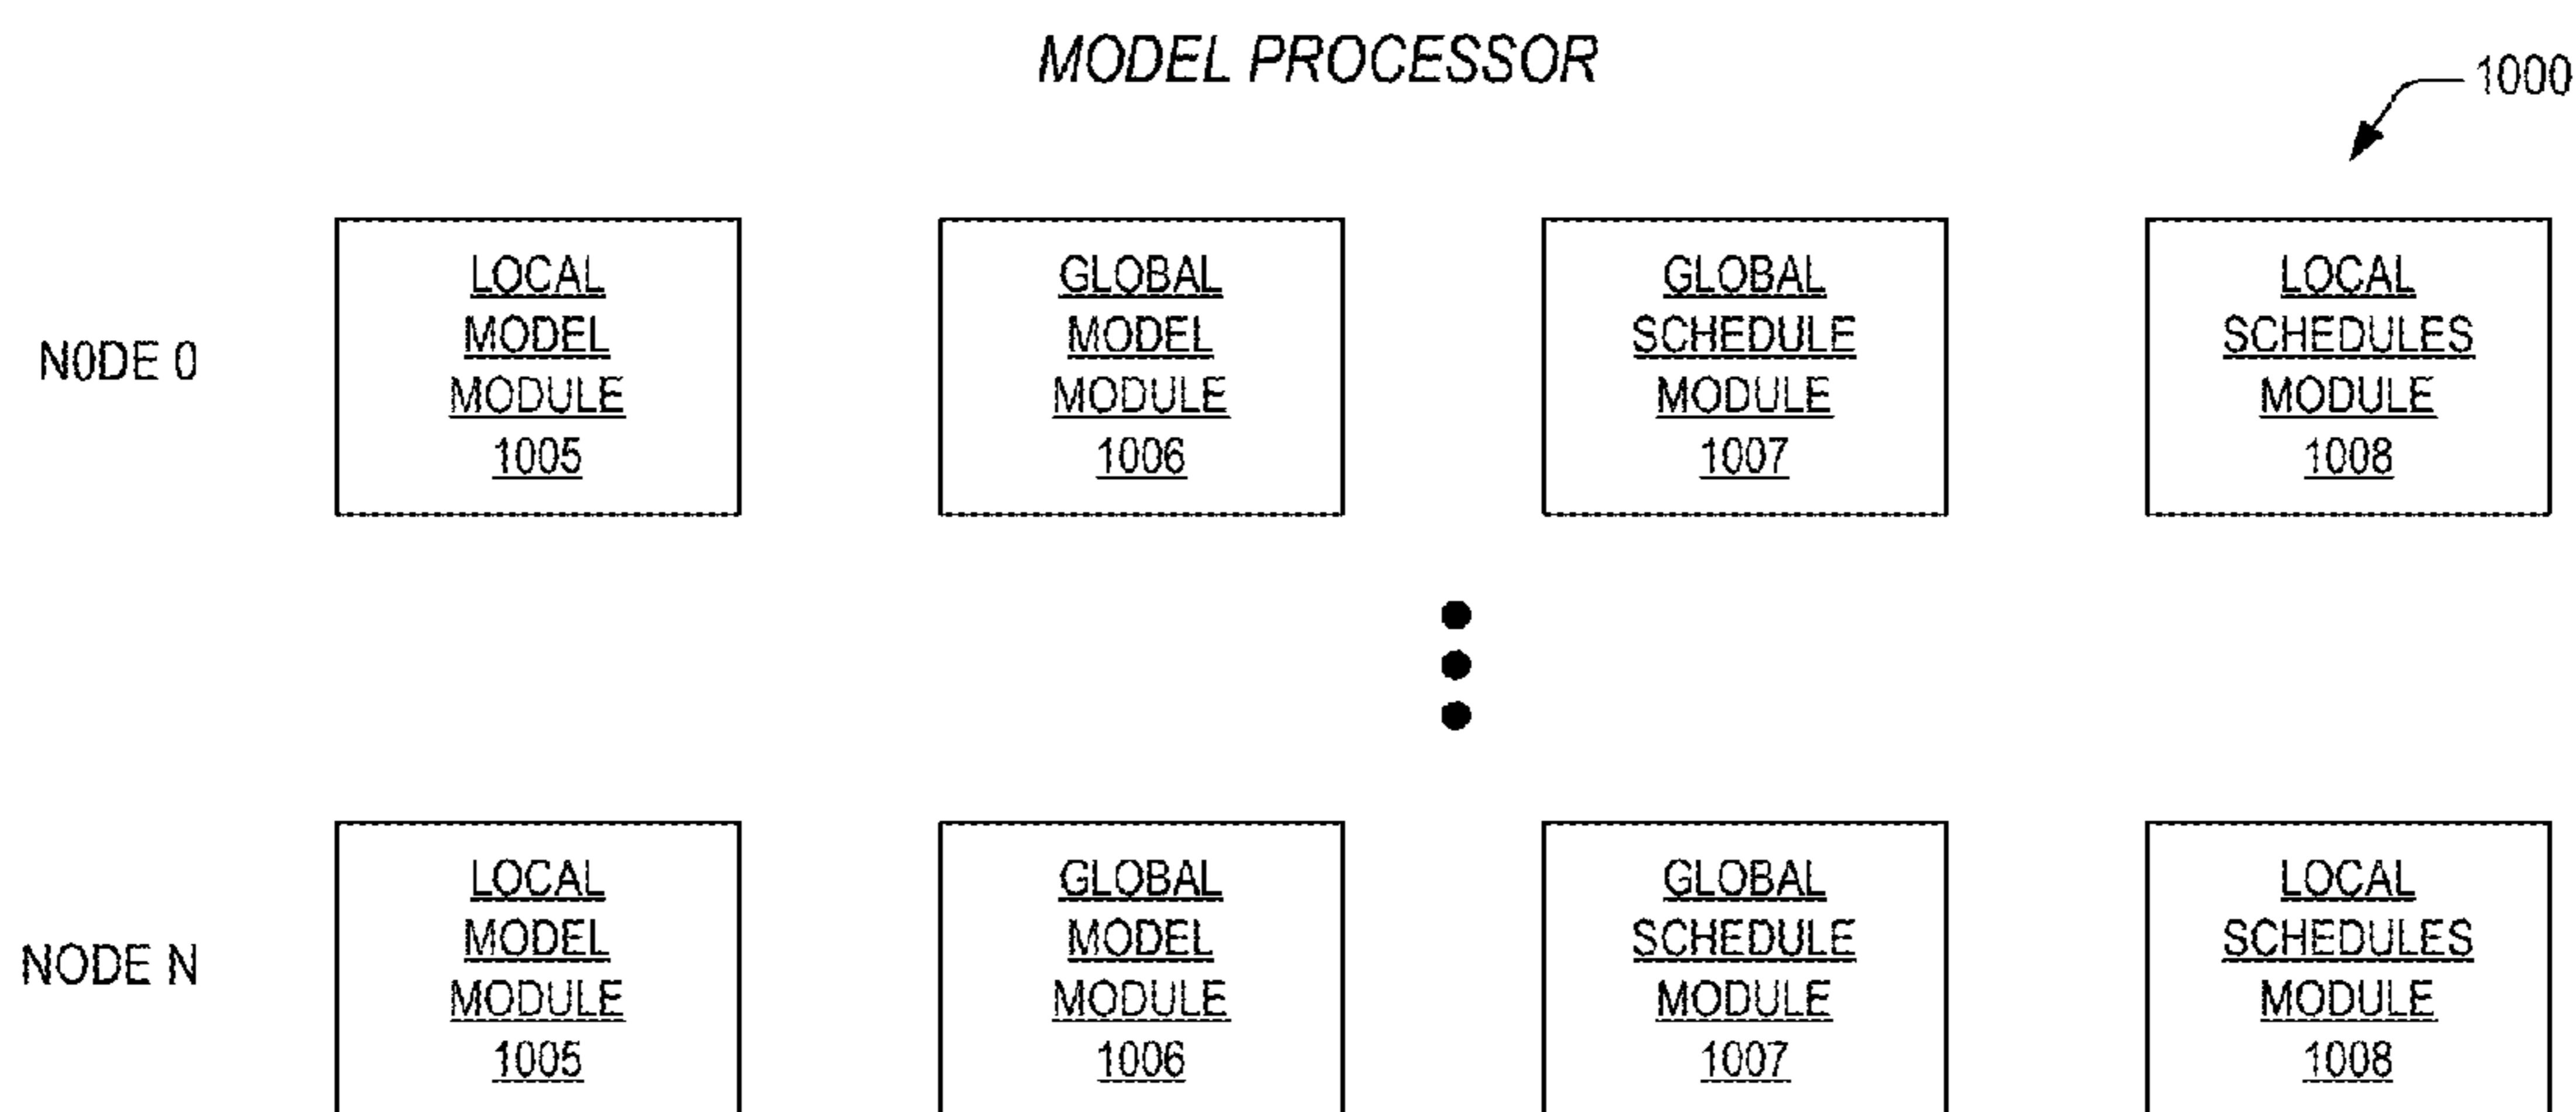 MODEL PROCESSOR
1000
NODE 0
LOCAL
MODEL
MODULE
1005
GLOBAL
MODEL
MODULE
1006
GLOBAL
SCHEDULE
MODULE
1007
LOCAL
SCHEDULES
MODULE
1008
NODE N
LOCAL
MODEL
MODULE
1005
GLOBAL
MODEL
MODULE
1006
GLOBAL
SCHEDULE
MODULE
1007
LOCAL
SCHEDULES
MODULE
1008